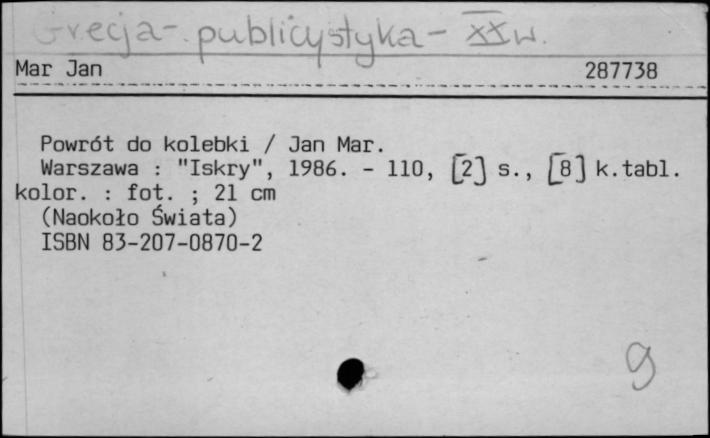 Grecja - publicystyka - XX w.
Mar Jan 287738
Powrót do kolebki / Jan Mar.
Warszawa : "Iskry", 1986. - 110, [2] s., [8] k.tabl.
kolor. : fot. ; 21 cm
(Naokoło Świata)
ISBN 83-207-0870-2
9